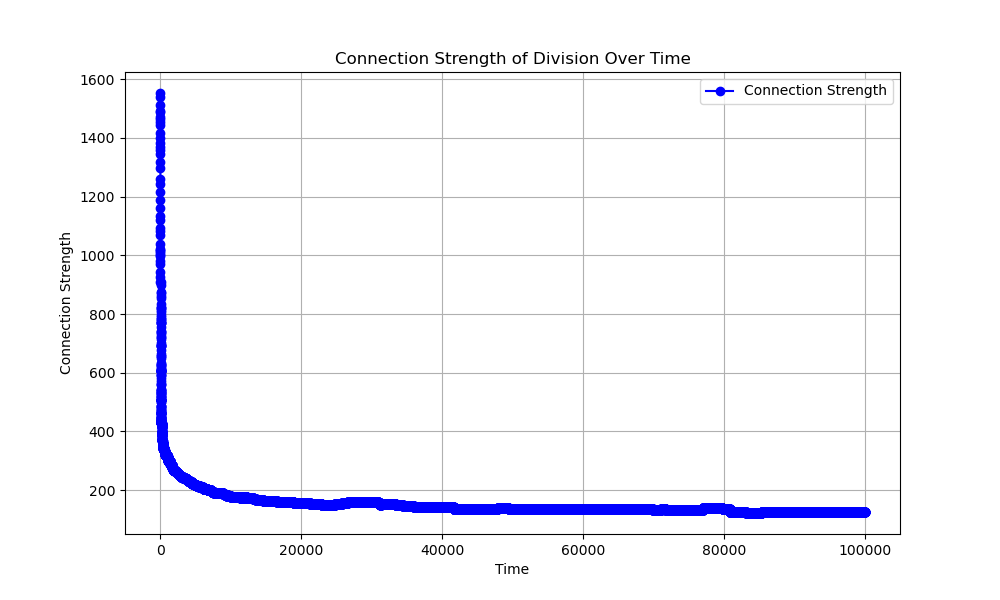 Connection Strength of Division Over Time
Connection Strength
1600
1400
1200
1000
800
600
400
200
Connection Strength
0 20000 40000 60000 80000 100000
Time